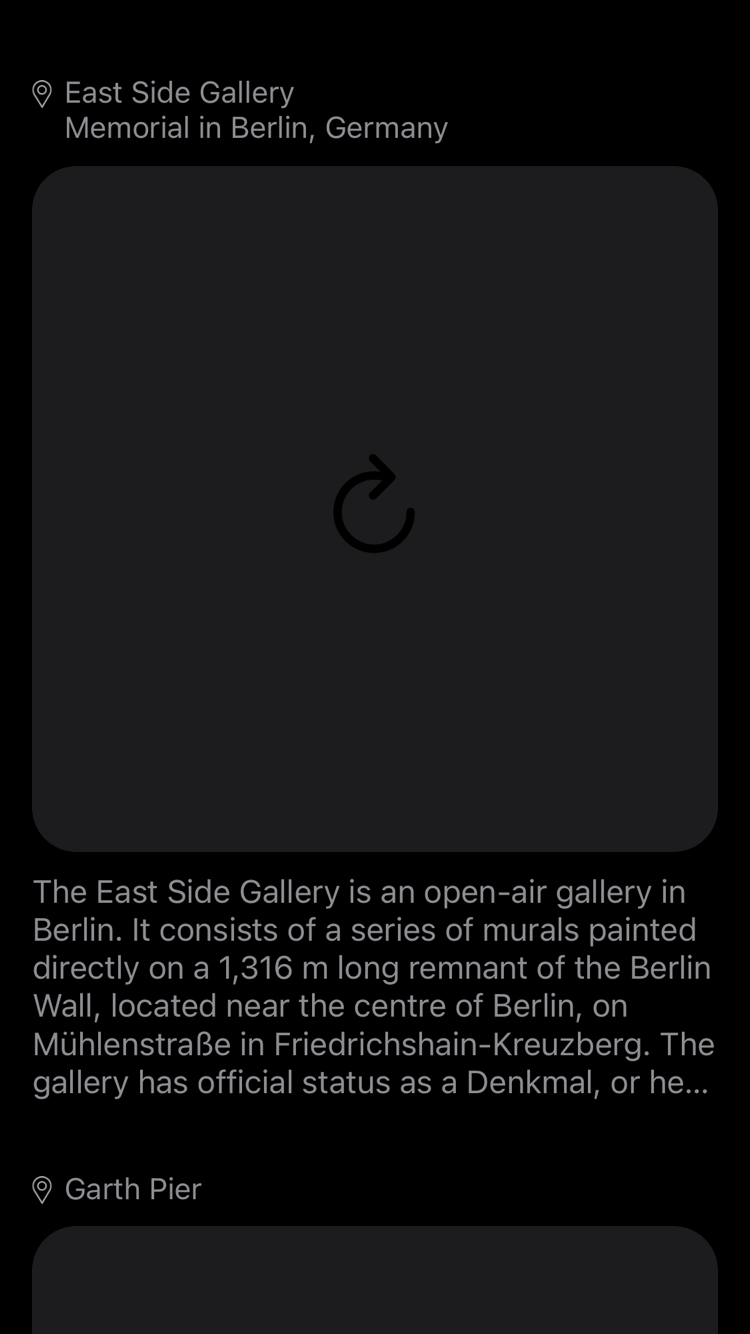 East Side Gallery
Memorial in Berlin, Germany
The East Side Gallery is an open-air gallery in
Berlin. It consists of a series of murals painted
directly on a 1,316 m long remnant of the Berlin
Wall, located near the centre of Berlin, on
Mühlenstraße in Friedrichshain-Kreuzberg. The
gallery has official status as a Denkmal, or he...
Garth Pier